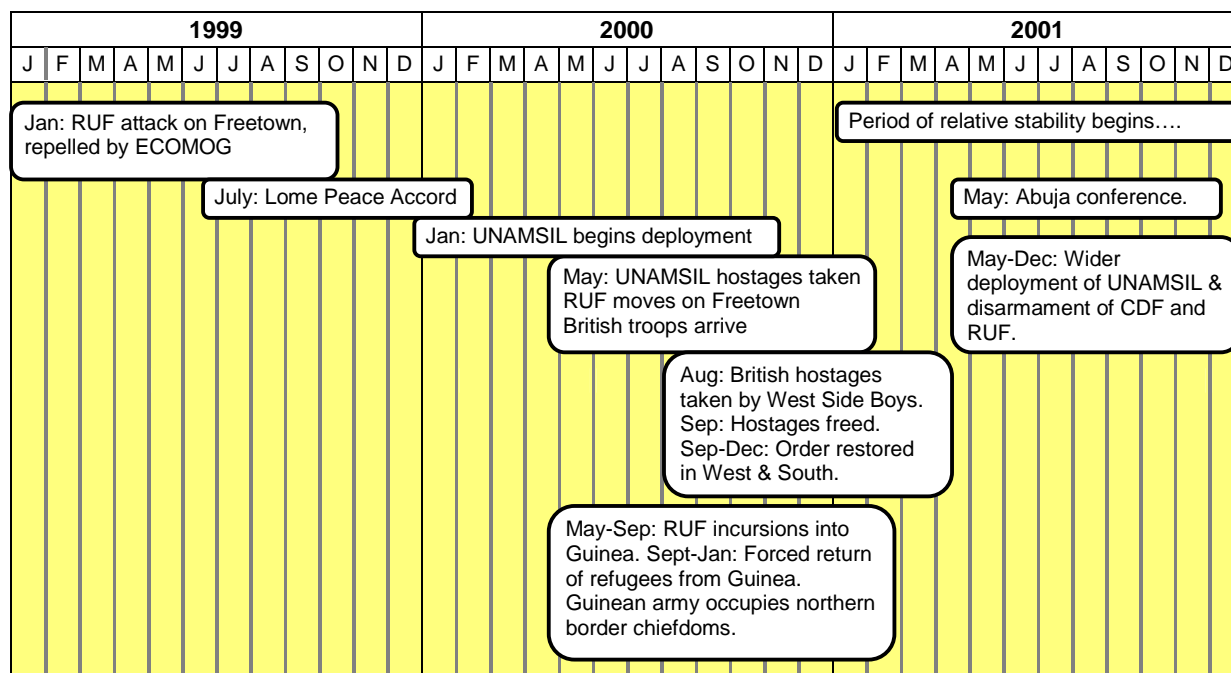 1999 2000 2001
J F M A M J J A S O N D J F M A M J J A S O N D J F M A M J J A S O N D
Jan: RUF attack on Freetown,
repelled by ECOMOG
Period of relative stability begins….
July: Lome Peace Accord
May: Abuja conference.
Jan: UNAMSIL begins deployment
May-Dec: Wider
deployment of UNAMSIL &
disarmament of CDF and
RUF.
May: UNAMSIL hostages taken
RUF moves on Freetown
British troops arrive
Aug: British hostages
taken by West Side Boys.
Sep: Hostages freed.
Sep-Dec: Order restored
in West & South.
May-Sep: RUF incursions into
Guinea. Sept-Jan: Forced return
of refugees from Guinea.
Guinean army occupies northern
border chiefdoms.